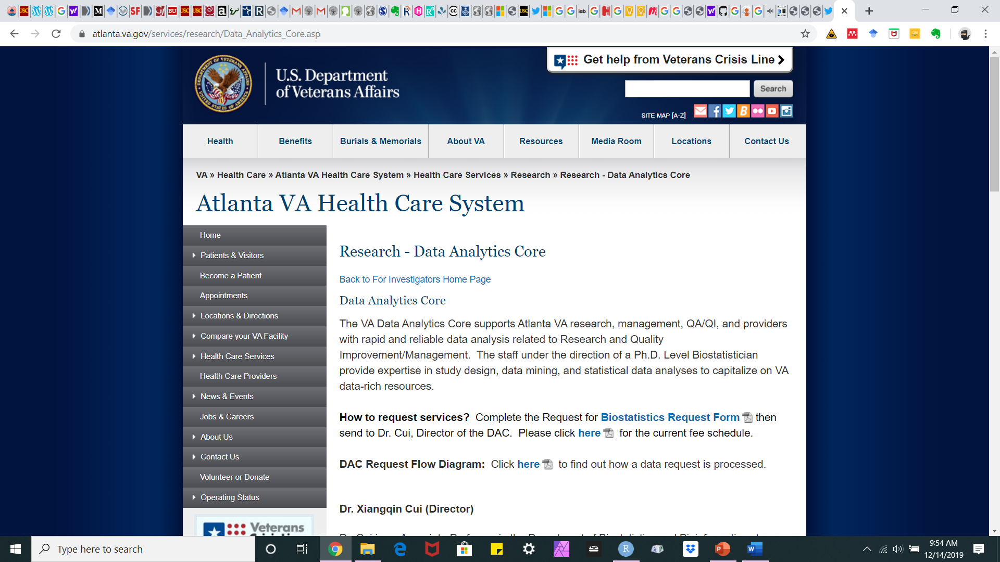 atlanta.va.gov/services/research/Data_Analytics_Core.asp
Get help from Veterans Crisis Line
U.S. Department
of Veterans Affairs
Search
SITE MAP [A-Z]
Health
Benefits
Burials & Memorials
About VA
Resources
Media Room
Locations
Contact Us
VA » Health Care » Atlanta VA Health Care System » Health Care Services » Research » Research - Data Analytics Core
Atlanta VA Health Care System
Home
Patients & Visitors
Become a Patient
Appointments
Locations & Directions
Compare your VA Facility
Health Care Services
Health Care Providers
News & Events
Jobs & Careers
About Us
Contact Us
Volunteer or Donate
Operating Status
Veterans
Research - Data Analytics Core
Back to For Investigators Home Page
Data Analytics Core
The VA Data Analytics Core supports Atlanta VA research, management, QA/QI, and providers
with rapid and reliable data analysis related to Research and Quality
Improvement/Management.  The staff under the direction of a Ph.D. Level Biostatistician
provide expertise in study design, data mining, and statistical data analyses to capitalize on VA
data-rich resources.
How to request services?  Complete the Request for Biostatistics Request Form then
send to Dr. Cui, Director of the DAC.  Please click here for the current fee schedule.
DAC Request Flow Diagram:  Click here to find out how a data request is processed.
Dr. Xiangqin Cui (Director)
Type here to search
9:54 AM
12/14/2019